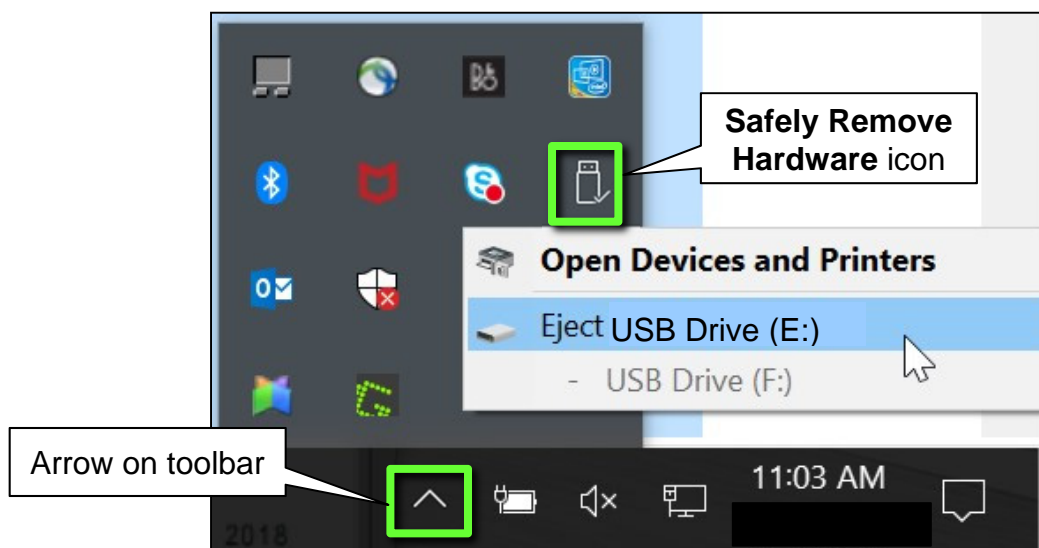 Safely Remove
Hardware icon
Open Devices and Printers
Eject USB Drive (E:)
- USB Drive (F:)
Arrow on toolbar
11:03 AM
2018